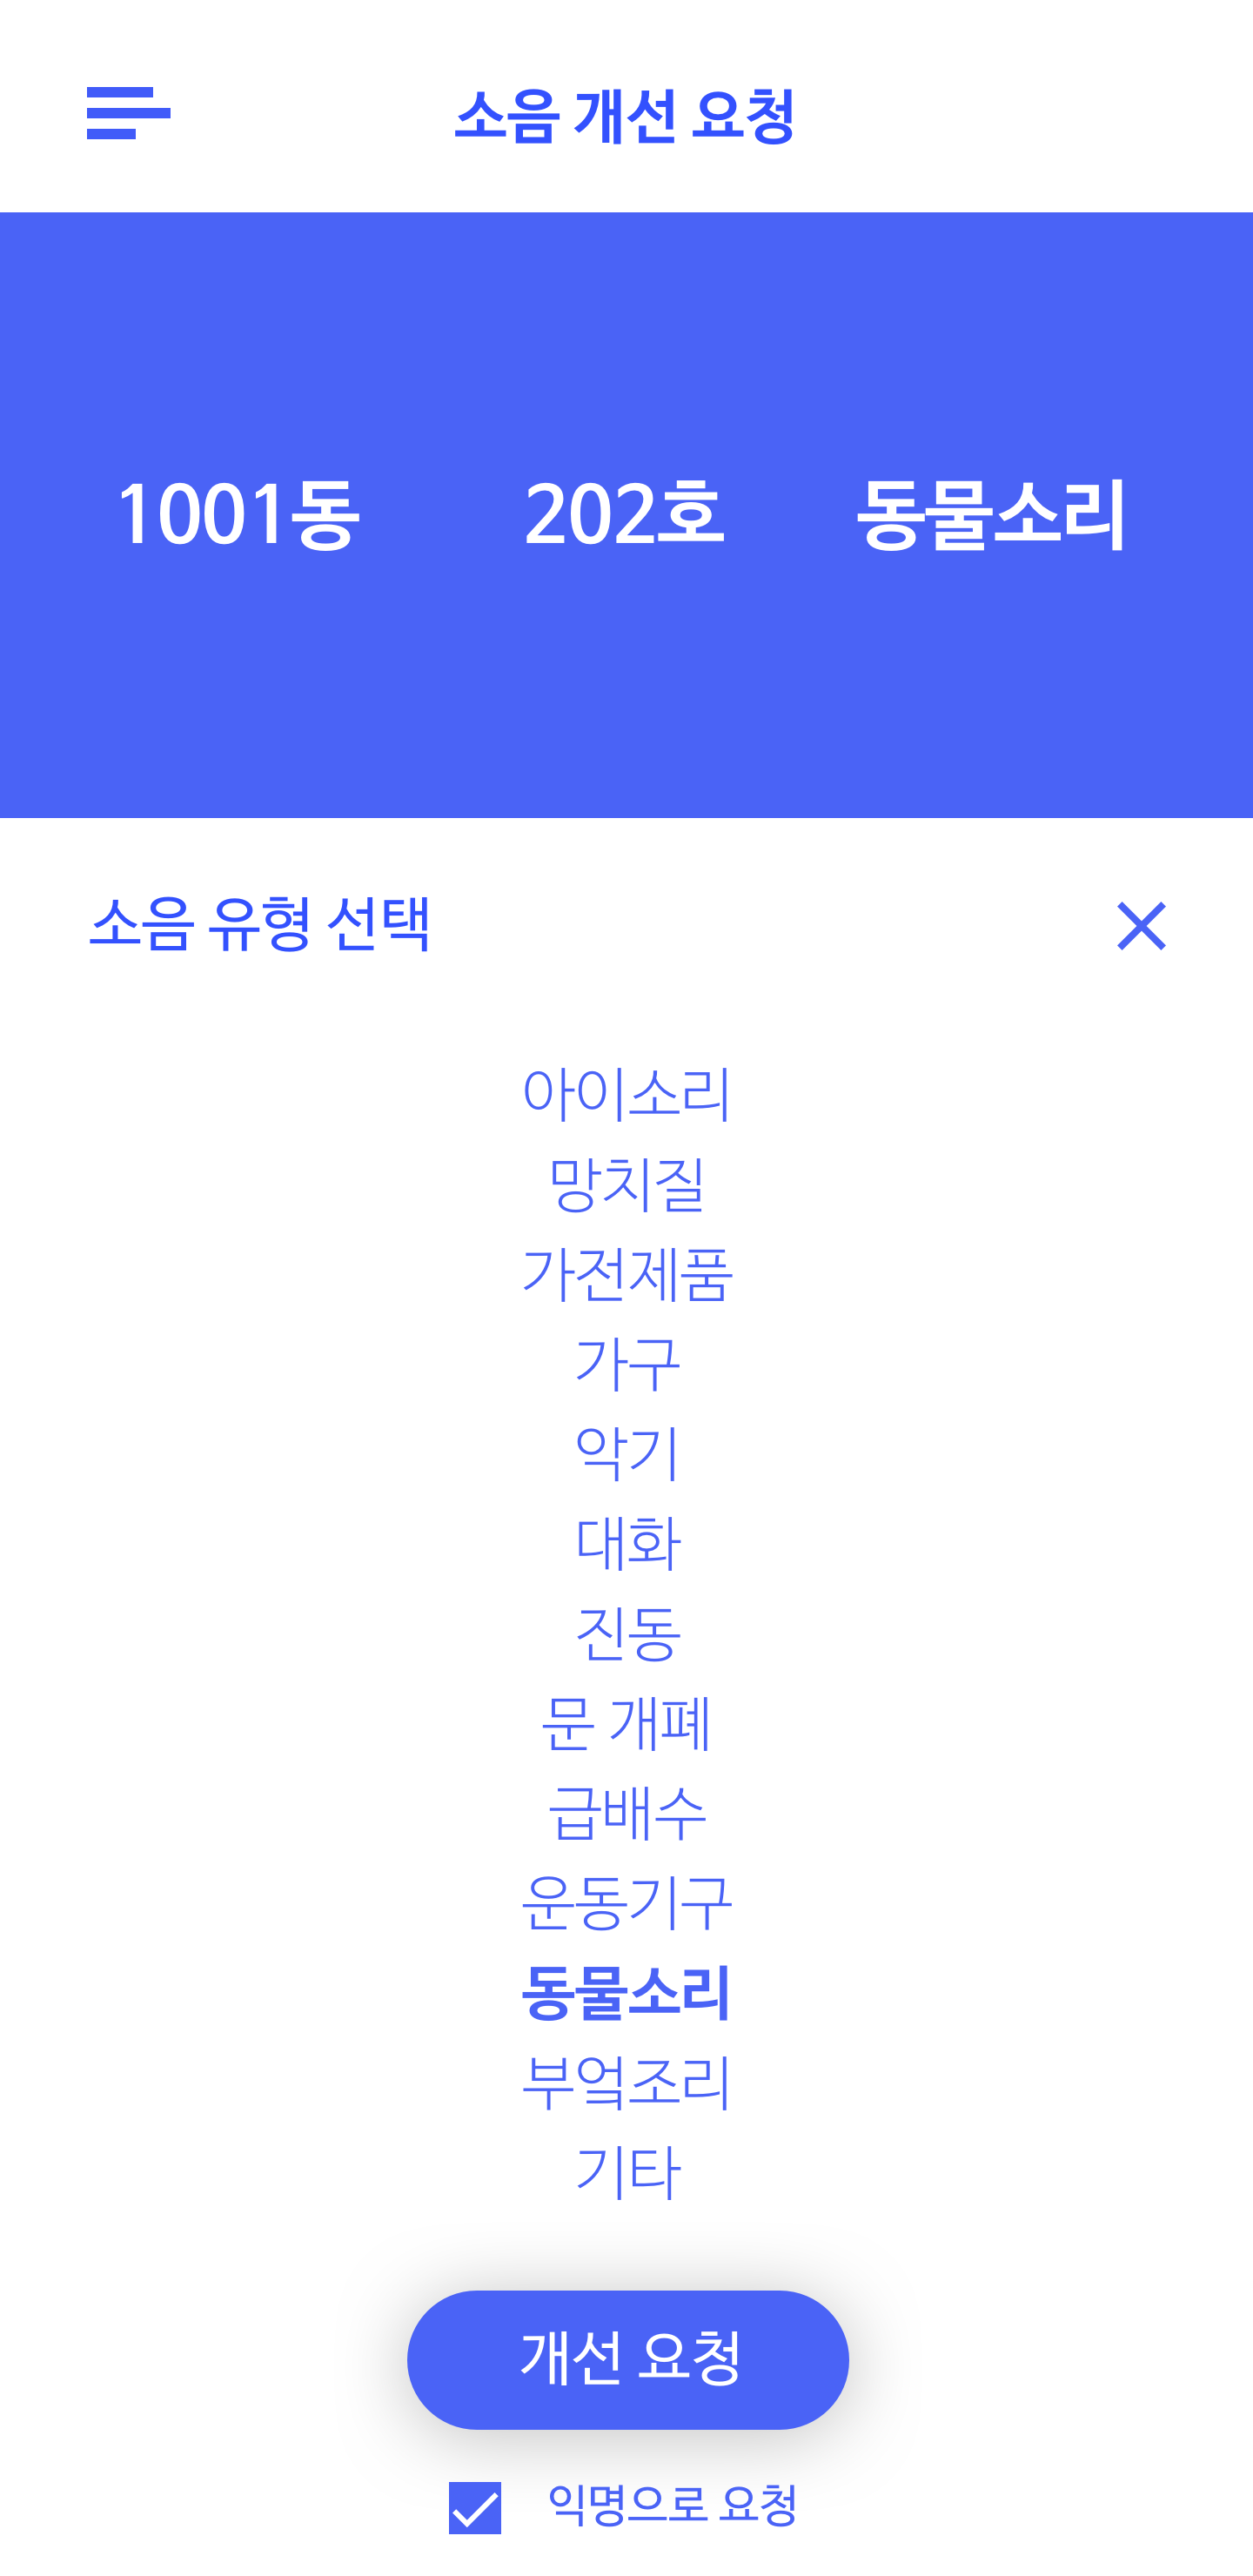 소음 개선 요청
1001동 202호 동물소리
소음 유형 선택
아이소리
망치질
가전제품
가구
악기
대화
진동
문 개폐
급배수
운동기구
동물소리
부엌조리
기타
개선 요청
익명으로 요청